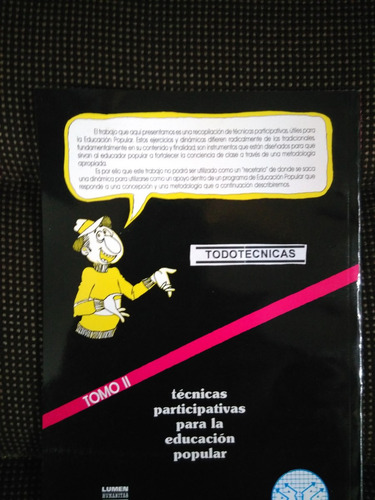 El trabajo que aquí presentamos es una recopilación de técnicas participativas, útiles para
la Educación Popular. Estos ejercicios y dinámicas difieren radicalmente de las tradicionales,
fundamentalmente en su contenido y finalidad; son instrumentos que están diseñados para que
sirvan al educador popular a fortalecer la conciencia de clase a través de una metodología
apropiada.
Es por ello que este trabajo no podrá ser utilizado como un "recetario" de donde se saca
una dinámica para utilizarse como un apoyo dentro de un programa de Educación Popular que
responde a una concepción y una metodología que a continuación describiremos.
TODOTECNICAS
TOMO II
técnicas
participativas
para la
educación
popular
LUMEN
HUMANITAS